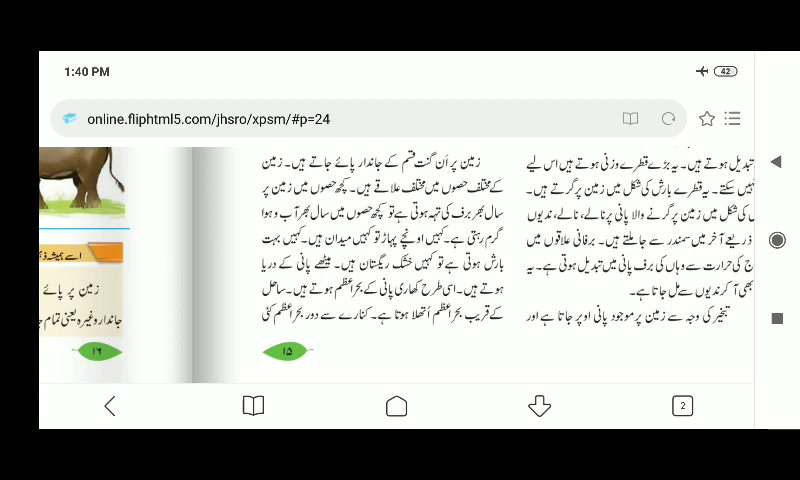 1:40 PM
42
online.fliphtml5.com/jhsro/xpsm/#p=24
تبدیل ہوتے ہیں۔ یہ بڑے قطرے وزنی ہوتے ہیں اس لیے
نہیں سکتے۔ یہ قطرے بارش کی شکل میں زمین پر گرتے ہیں۔
کی شکل میں زمین پر گرنے والا پانی پرنالے، نالے، ندیوں
ذریعے آخر میں سمندر سے جا ملتے ہیں۔ برفانی علاقوں میں
کی حرارت سے وہاں کی برف پانی میں تبدیل ہوتی ہے۔ یہ
بھی آکر ندیوں سے مل جاتا ہے۔
تبخیر کی وجہ سے زمین پر موجود پانی اوپر جاتا ہے اور
زمین پر اَن گنت قسم کے جاندار پائے جاتے ہیں۔ زمین
کے مختلف حصوں میں مختلف علاقے ہیں۔ کچھ حصوں میں زمین پر
سال بھر برف کی تہہ ہوتی ہے تو کچھ حصوں میں سال بھر آب و ہوا
گرم رہتی ہے۔ کہیں اونچے پہاڑ تو کہیں میدان ہیں۔ کہیں بہت
بارش ہوتی ہے تو کہیں خشک ریگستان ہیں۔ میٹھے پانی کے دریا
ہوتے ہیں۔ اسی طرح کھاری پانی کے بحر اعظم ہوتے ہیں۔ ساحل
کے قریب بحر اعظم اُتھلا ہوتا ہے۔ کنارے سے دور بحر اعظم کئی
۱۵
اسے ہمیشہ
زمین پر پائے
جاندار وغیرہ یعنی تمام
۱۶
2